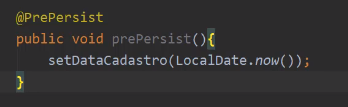 @PrePersist
public void prePersist(){
    setDataCadastro(LocalDate.now());
}